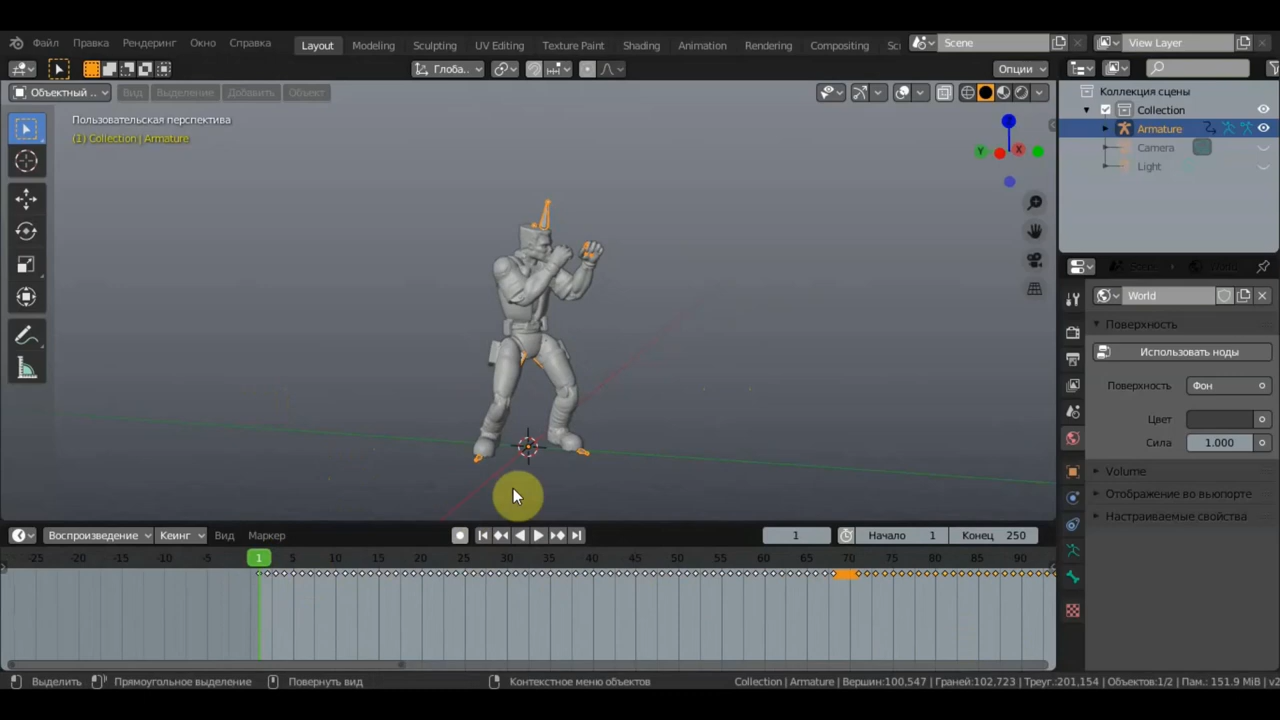 Файл Правка Рендеринг Окно Справка Layout Modeling Sculpting UV Editing Texture Paint Shading Animation Rendering Compositing Sc Scene View Layer
Глоба.. Опции
Объектный .. Вид Выделение Добавить Объект
Коллекция сцены
Collection
Armature
Camera
Light
Пользовательская перспектива
(1) Collection | Armature
Z
Y
X
World
Поверхность
Использовать ноды
Поверхность Фон
Цвет
Сила 1.000
Volume
Отображение во вьюпорте
Настраиваемые свойства
Воспроизведение Кеинг Вид Маркер 1 Начало 1 Конец 250
-25 -20 -15 -10 -5 1 5 10 15 20 25 30 35 40 45 50 55 60 65 70 75 80 85 90
Выделить Прямоугольное выделение Повернуть вид Контекстное меню объектов Collection | Armature | Вершин:100,547 | Граней:102,723 | Треуг.:201,154 | Объектов:1/2 | Пам.: 151.9 MiB | v2